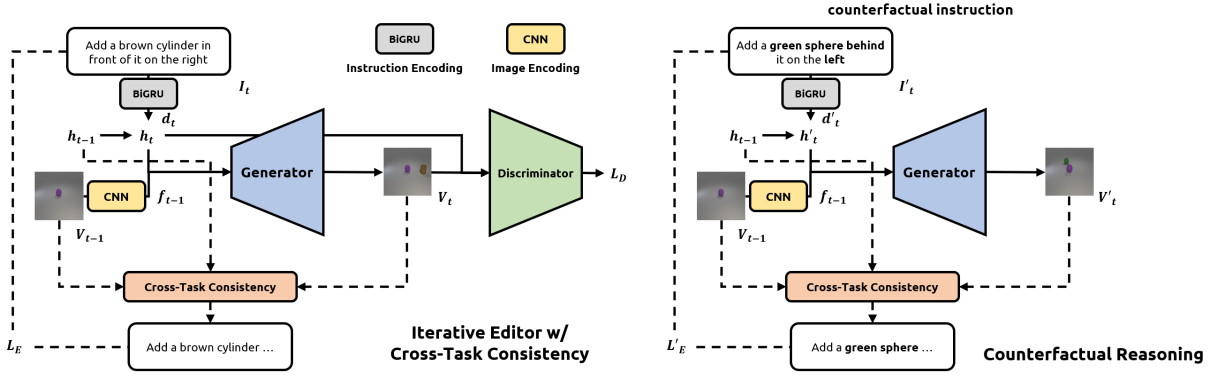 counterfactual instruction
Add a brown cylinder in
front of it on the right
BiGRU
Instruction Encoding
CNN
Image Encoding
BiGRU
I_t
d_t
h_{t-1}
h_t
Generator
CNN
f_{t-1}
V_{t-1}
V_t
Discriminator
L_D
Cross-Task Consistency
L_E
Add a brown cylinder ...
Iterative Editor w/
Cross-Task Consistency
Add a green sphere behind
it on the left
BiGRU
I'_t
d'_t
h_{t-1}
h'_t
Generator
CNN
f_{t-1}
V_{t-1}
V'_t
Cross-Task Consistency
L'_E
Add a green sphere ...
Counterfactual Reasoning